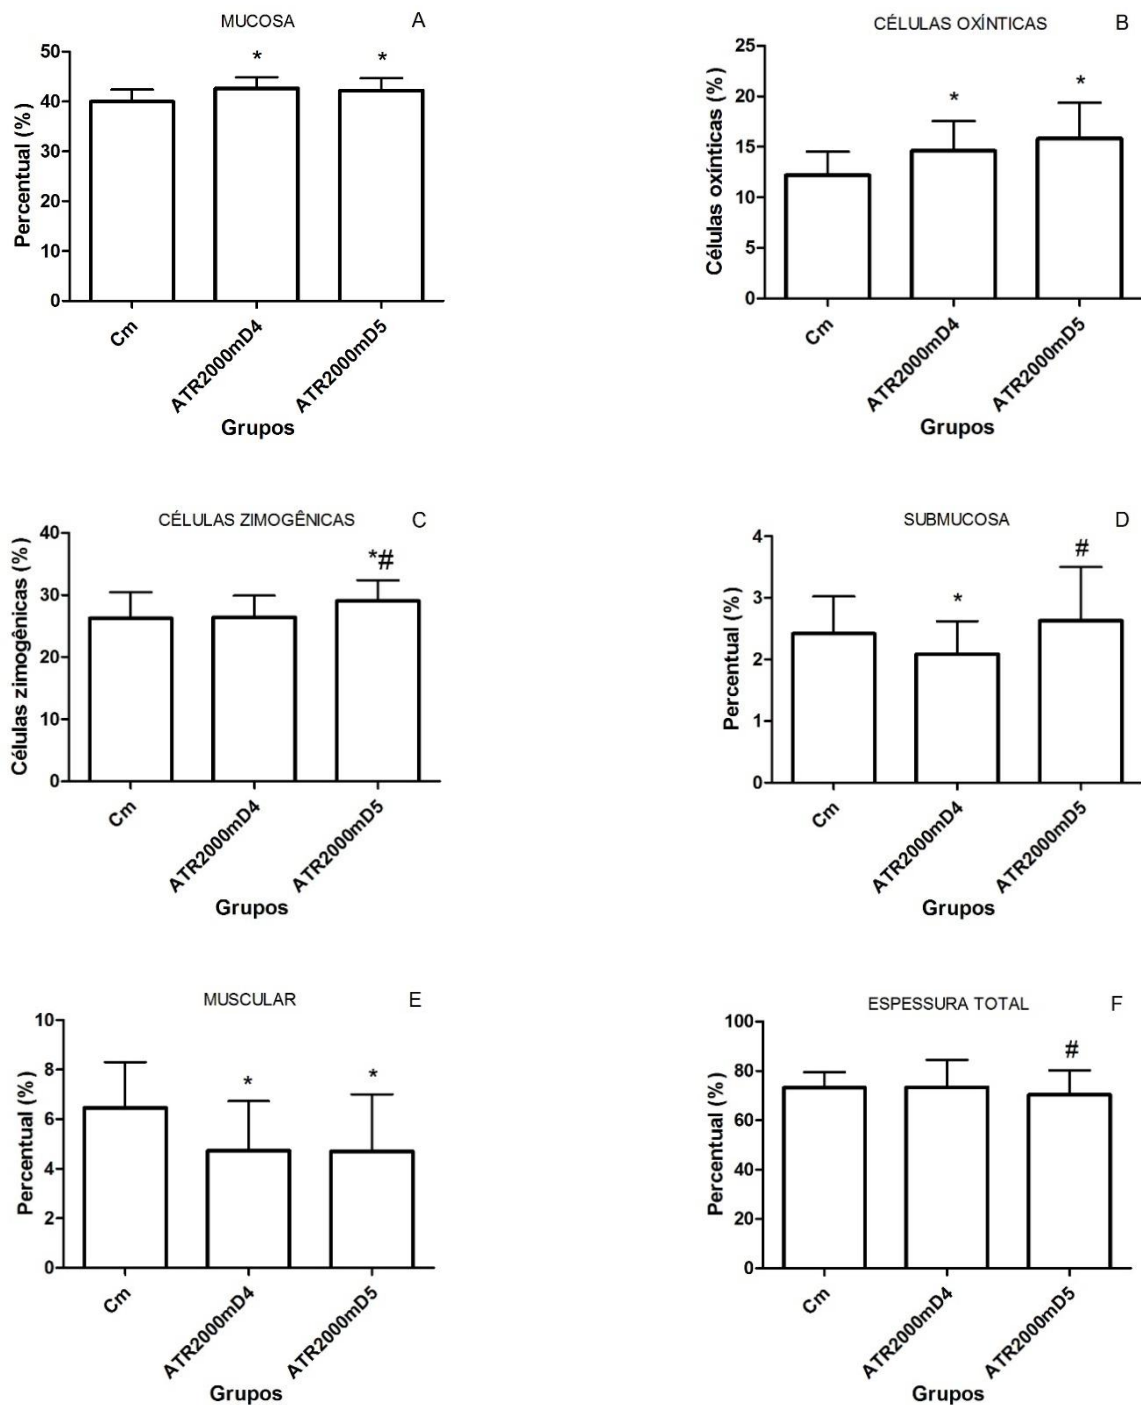 MUCOSA
A
Percentual (%)
50
40
30
20
10
0
*
*
Cm
ATR2000mD4
ATR2000mD5
Grupos
CÉLULAS OXÍNTICAS
B
Células oxínticas (%)
25
20
15
10
5
0
*
*
Cm
ATR2000mD4
ATR2000mD5
Grupos
CÉLULAS ZIMOGÊNICAS
C
Células zimogênicas (%)
40
30
20
10
0
*#
Cm
ATR2000mD4
ATR2000mD5
Grupos
SUBMUCOSA
D
Percentual (%)
4
3
2
1
0
*
#
Cm
ATR2000mD4
ATR2000mD5
Grupos
MUSCULAR
E
Percentual (%)
10
8
6
4
2
0
*
*
Cm
ATR2000mD4
ATR2000mD5
Grupos
ESPESSURA TOTAL
F
Percentual (%)
100
80
60
40
20
0
#
Cm
ATR2000mD4
ATR2000mD5
Grupos